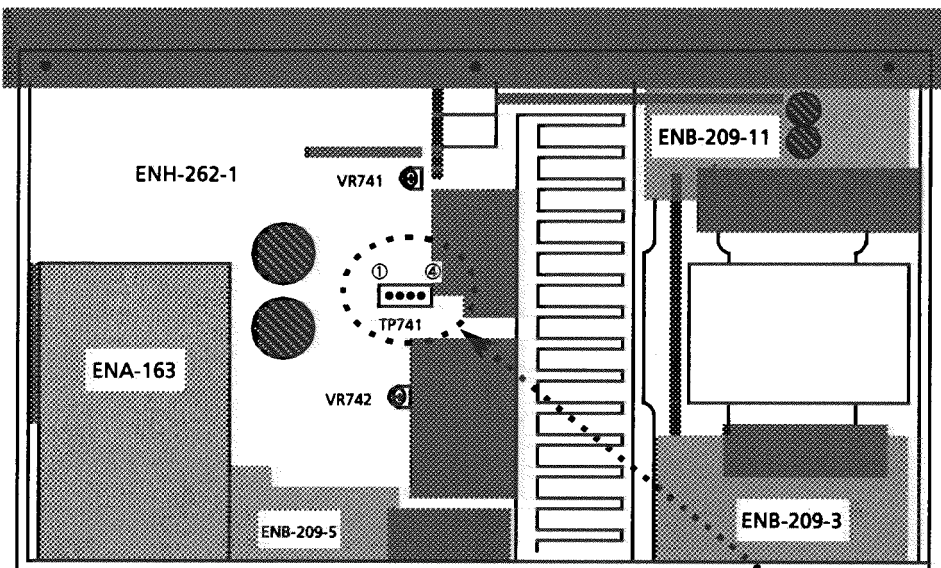 ENB-209-11
ENH-262-1
VR741
① ④
TP741
ENA-163
VR742
ENB-209-5
ENB-209-3